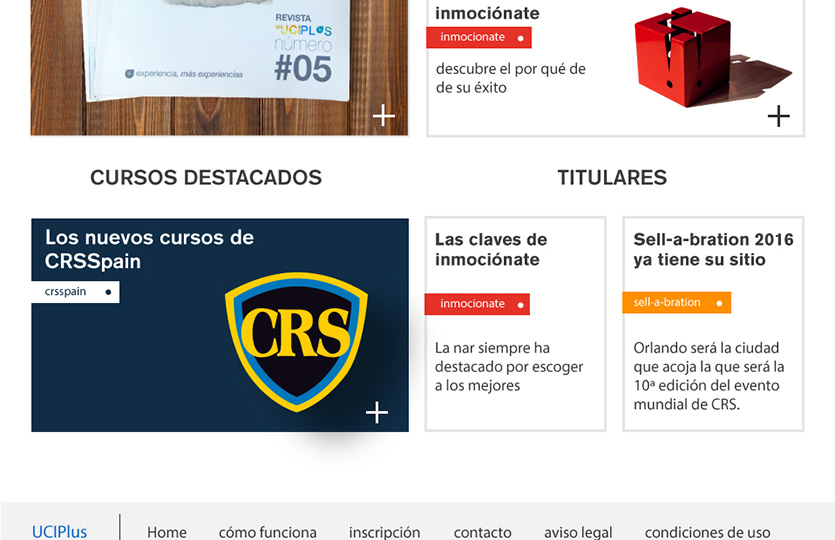 REVISTA
UCIPLUS
número
#05
experiencia, más experiencias
inmociónate
inmocionate
descubre el por qué de
de su éxito
CURSOS DESTACADOS
TITULARES
Los nuevos cursos de
CRSSpain
crsspain
CRS
Las claves de
inmociónate
inmocionate
La nar siempre ha
destacado por escoger
a los mejores
Sell-a-bration 2016
ya tiene su sitio
sell-a-bration
Orlando será la ciudad
que acoja la que será la
10ª edición del evento
mundial de CRS.
UCIPlus Home cómo funciona inscripción contacto aviso legal condiciones de uso